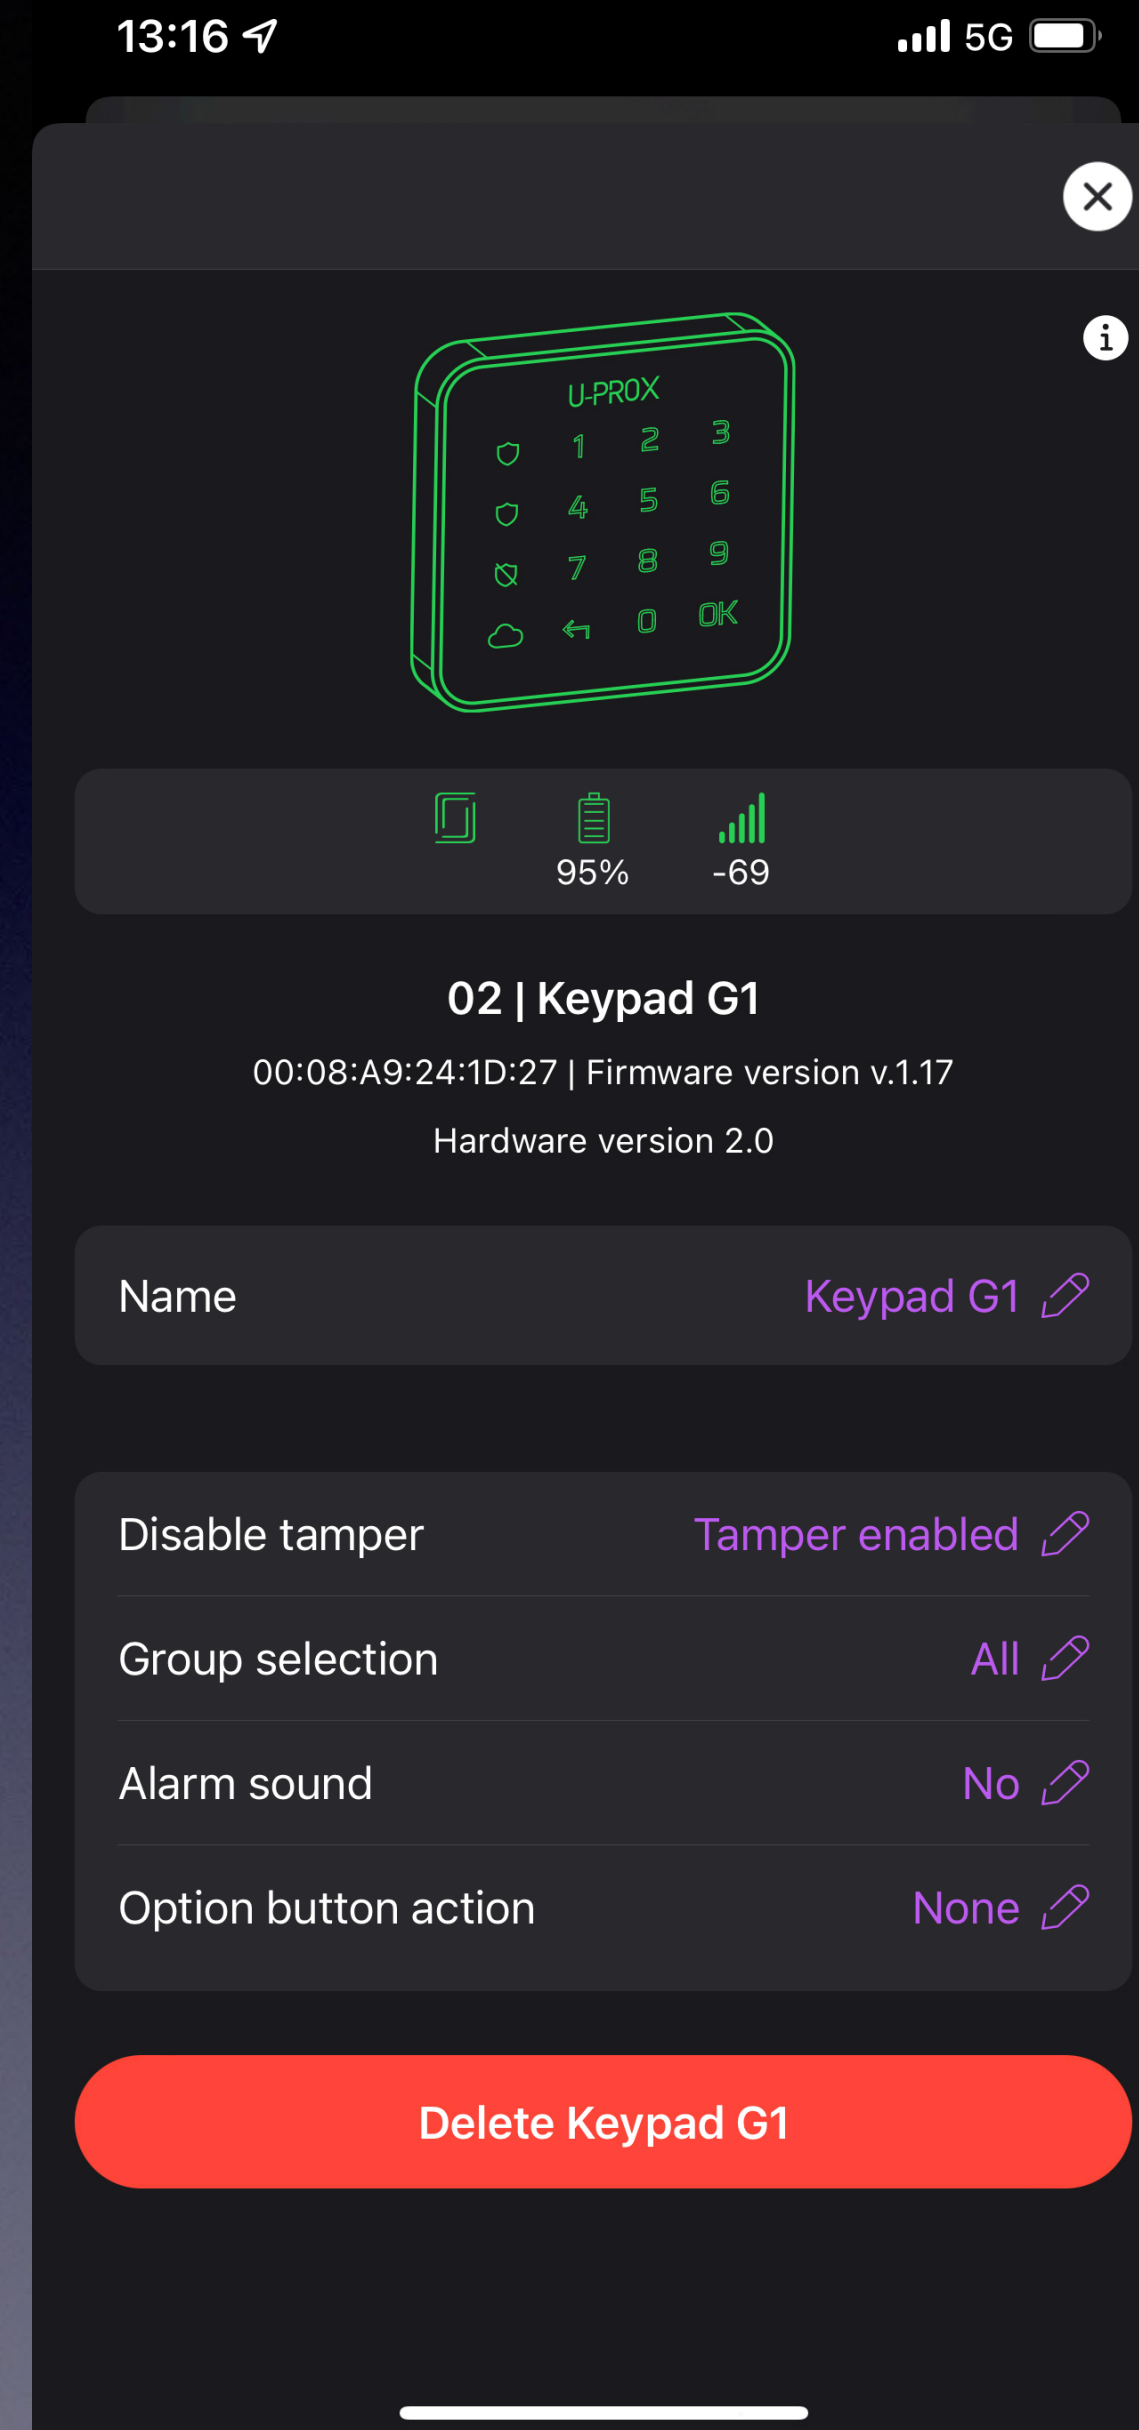 13:16
5G
U-PROX
1 2 3
4 5 6
7 8 9
0 OK
95% -69
02 | Keypad G1
00:08:A9:24:1D:27 | Firmware version v.1.17
Hardware version 2.0
Name Keypad G1
Disable tamper Tamper enabled
Group selection All
Alarm sound No
Option button action None
Delete Keypad G1